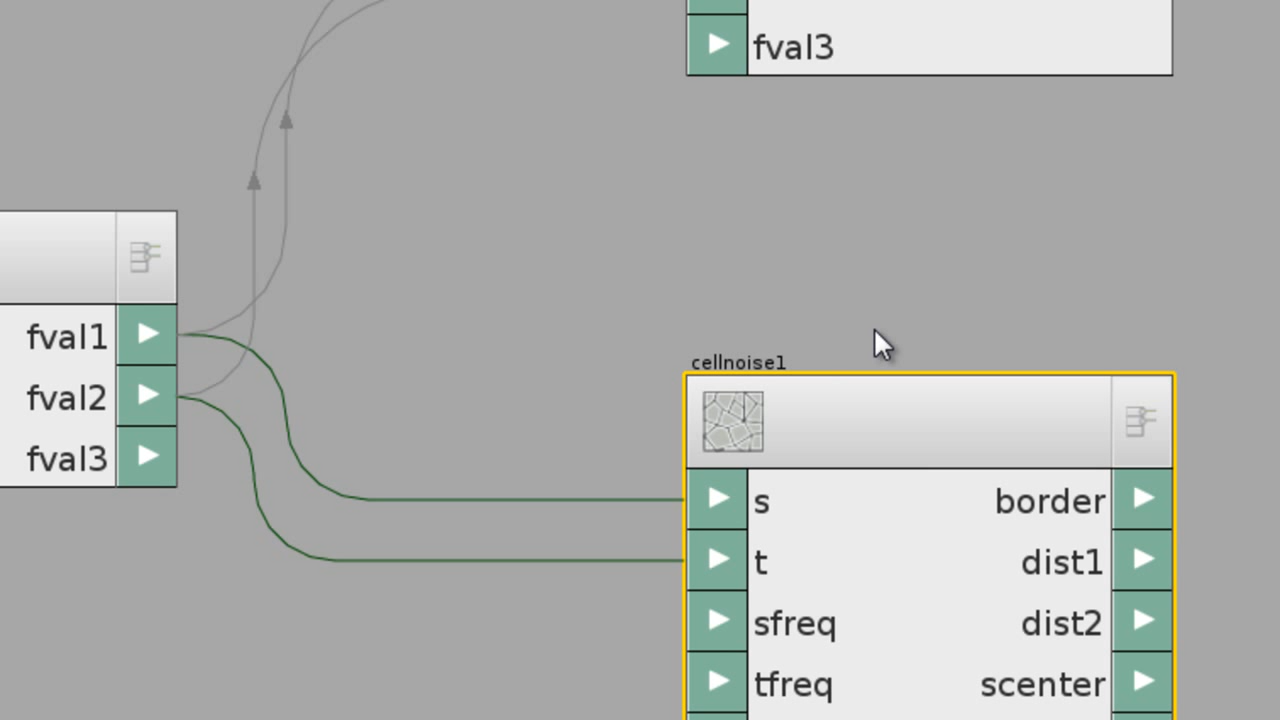 fval3
fval1
fval2
fval3
cellnoise1
s border
t dist1
sfreq dist2
tfreq scenter